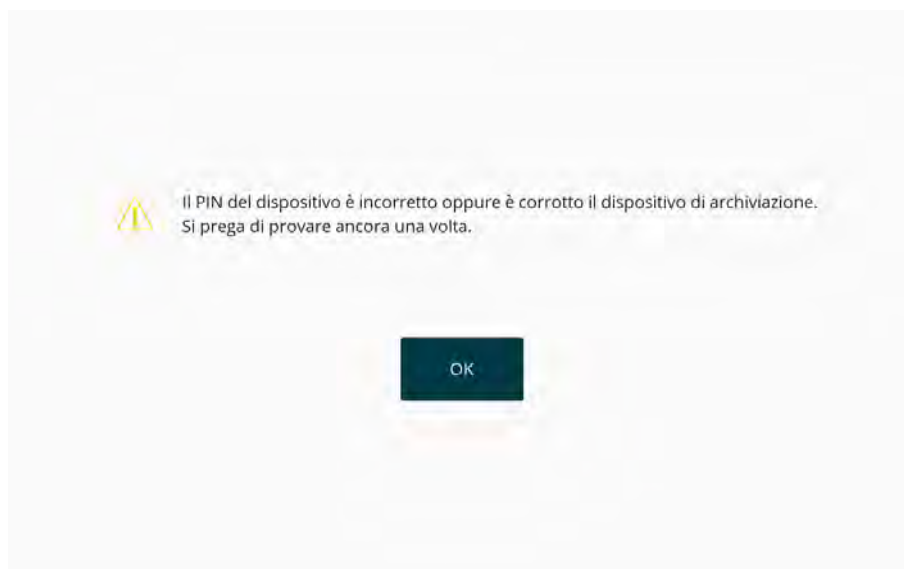 Il PIN del dispositivo è incorretto oppure è corrotto il dispositivo di archiviazione.
Si prega di provare ancora una volta.
OK